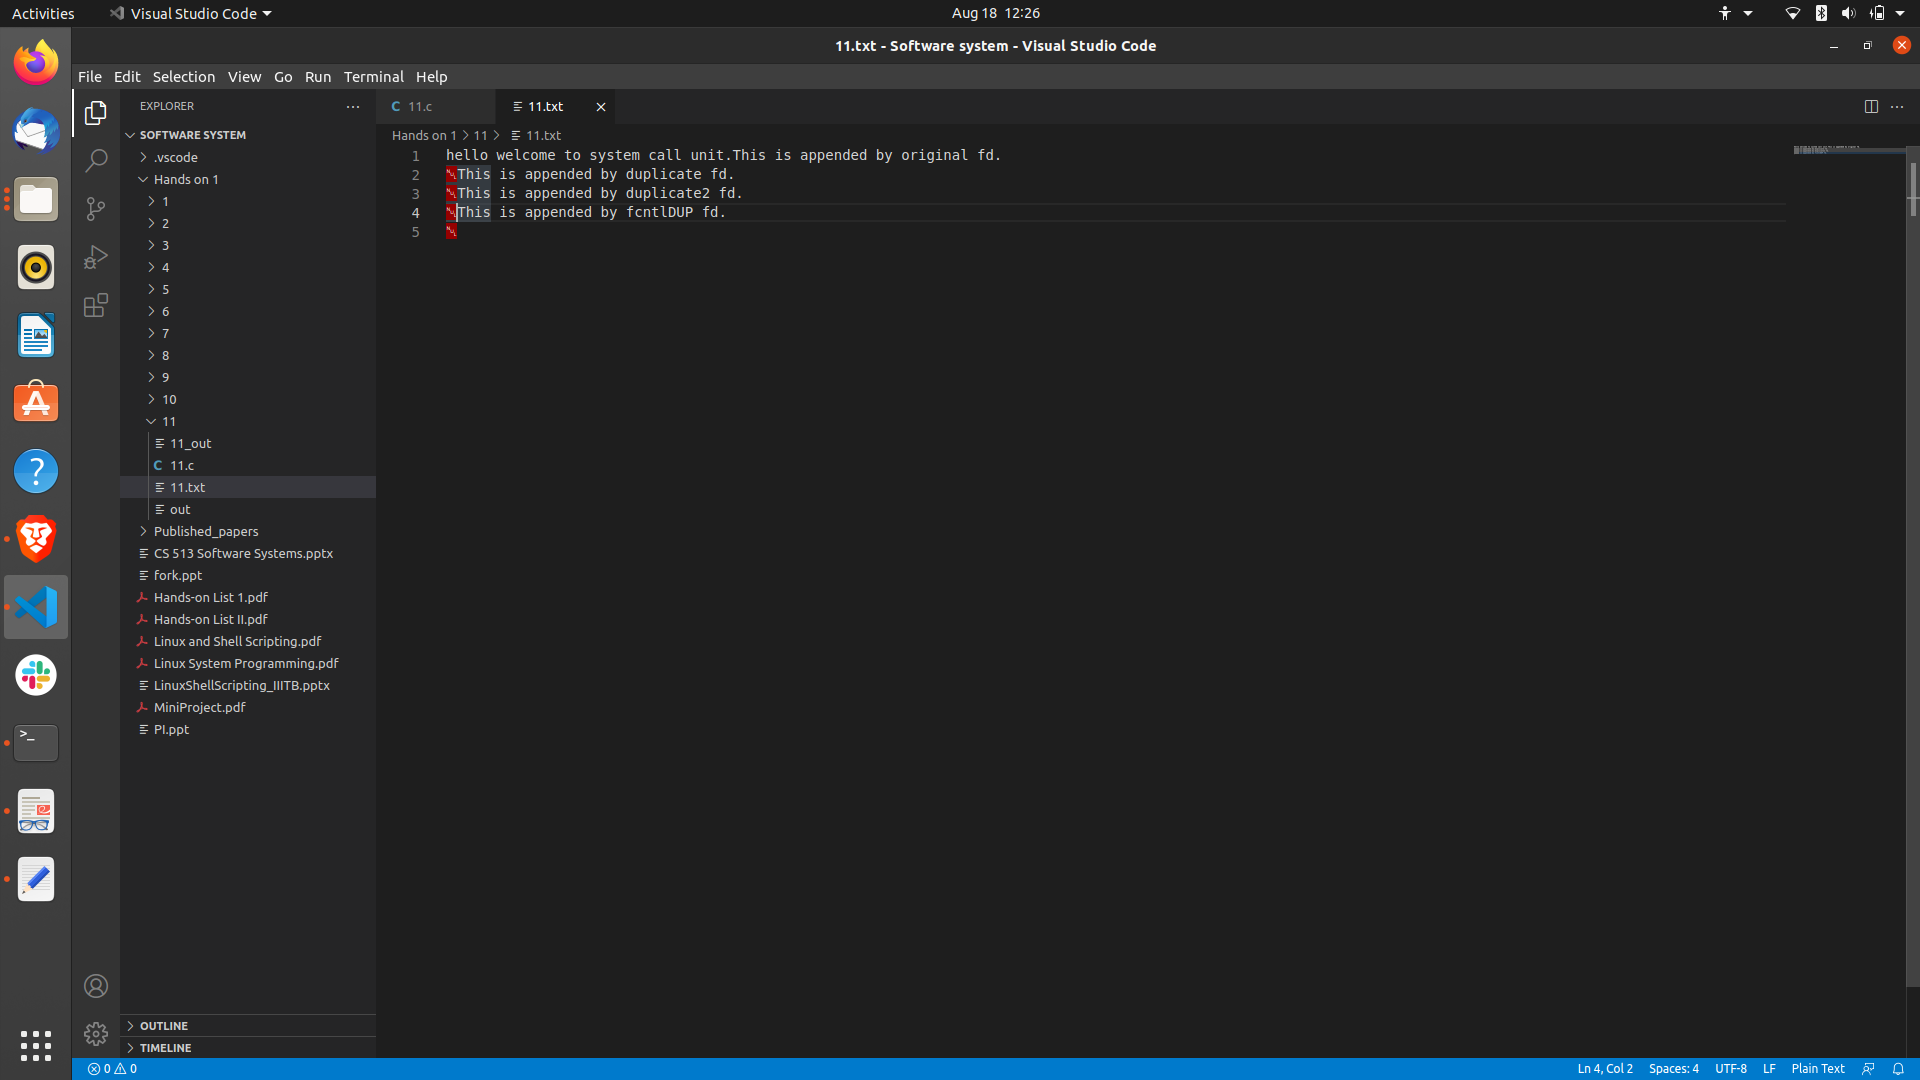 Activities
Visual Studio Code
Aug 18 12:26
11.txt - Software system - Visual Studio Code
File Edit Selection View Go Run Terminal Help
EXPLORER
SOFTWARE SYSTEM
.vscode
Hands on 1
1
2
3
4
5
6
7
8
9
10
11
11_out
C 11.c
11.txt
out
Published_papers
CS 513 Software Systems.pptx
fork.ppt
Hands-on List 1.pdf
Hands-on List II.pdf
Linux and Shell Scripting.pdf
Linux System Programming.pdf
LinuxShellScripting_IIITB.pptx
MiniProject.pdf
PI.ppt
OUTLINE
TIMELINE
C 11.c
11.txt
Hands on 1 > 11 > 11.txt
1 hello welcome to system call unit.This is appended by original fd.
2 This is appended by duplicate fd.
3 This is appended by duplicate2 fd.
4 This is appended by fcntlDUP fd.
5
0 0
Ln 4, Col 2 Spaces: 4 UTF-8 LF Plain Text